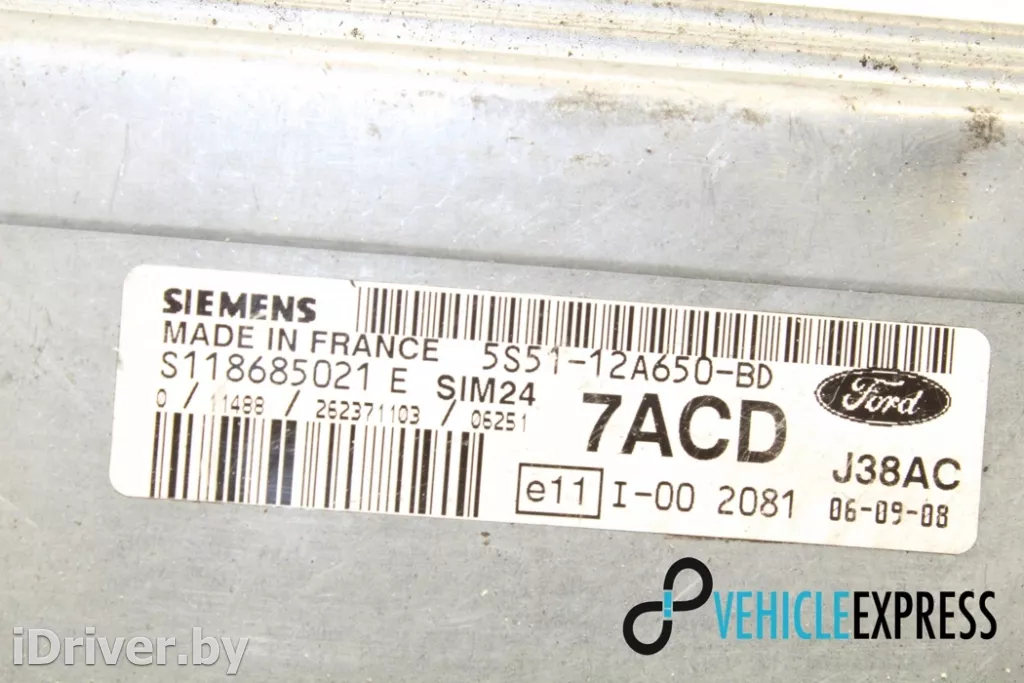 SIEMENS
MADE IN FRANCE 5S51-12A650-BD
S118685021 E SIM24
0 / 11488 / 262371103 / 06251
7ACD
Ford
J38AC
e11 I-00 2081 06-09-08
VEHICLEEXPRESS
iDriver.by